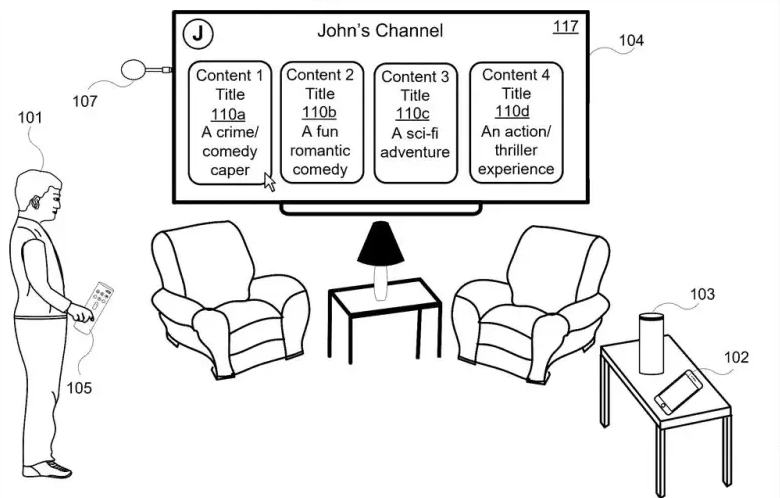 J
John's Channel
117
104
107
Content 1
Title
110a
A crime/
comedy
caper
Content 2
Title
110b
A fun
romantic
comedy
Content 3
Title
110c
A sci-fi
adventure
Content 4
Title
110d
An action/
thriller
experience
101
105
103
102